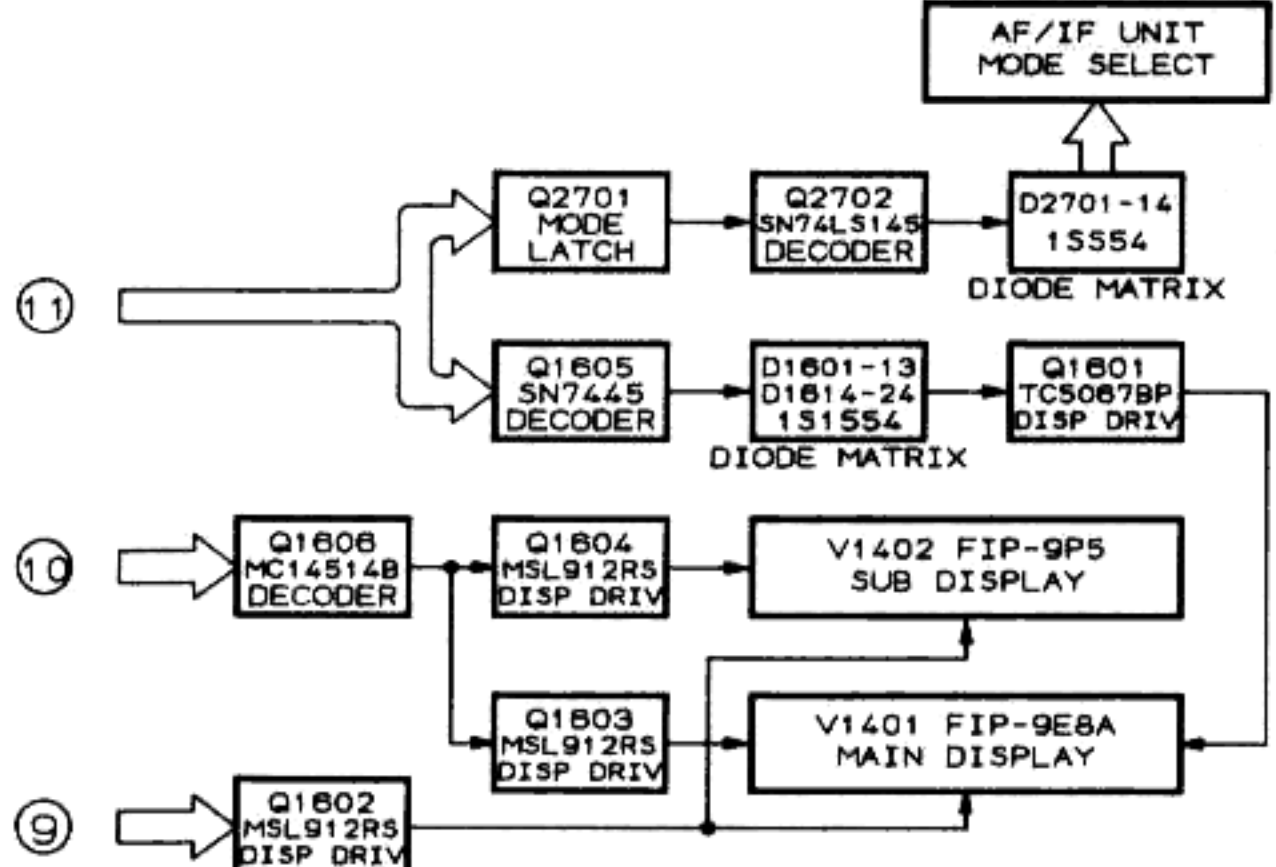 AF/IF UNIT
MODE SELECT
Q2701
MODE
LATCH
Q2702
SN74LS145
DECODER
D2701-14
1SS54
DIODE MATRIX
11
Q1605
SN7445
DECODER
D1601-13
D1614-24
1S1554
DIODE MATRIX
Q1601
TC5067BP
DISP DRIV
10
Q1606
MC14514B
DECODER
Q1604
MSL912RS
DISP DRIV
V1402 FIP-9P5
SUB DISPLAY
Q1603
MSL912RS
DISP DRIV
V1401 FIP-9E8A
MAIN DISPLAY
9
Q1602
MSL912RS
DISP DRIV